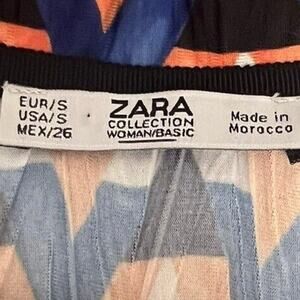 EUR/S
USA/S
MEX/26
ZARA
COLLECTION
WOMAN/BASIC
Made in
Morocco